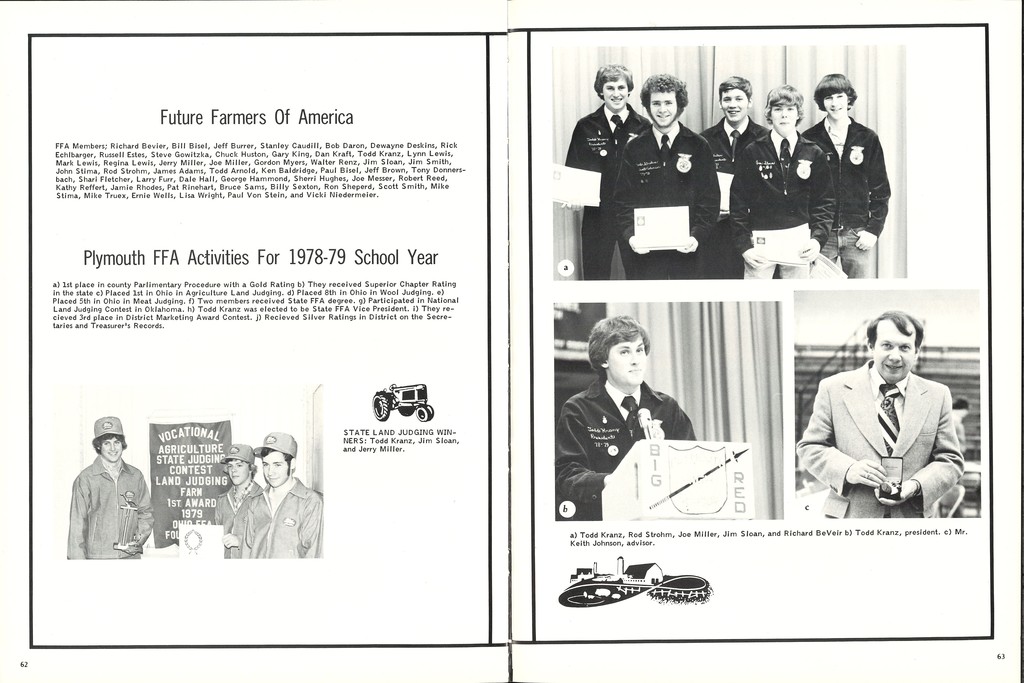 Future Farmers Of America
FFA Members; Richard Bevier, Bill Bisel, Jeff Burrer, Stanley Caudill, Bob Daron, Dewayne Deskins, Rick
Echlbarger, Russell Estes, Steve Gowitzka, Chuck Huston, Gary King, Dan Kraft, Todd Kranz, Lynn Lewis,
Mark Lewis, Regina Lewis, Jerry Miller, Joe Miller, Gordon Myers, Walter Renz, Jim Sloan, Jim Smith,
John Stima, Rod Strohm, James Adams, Todd Arnold, Ken Baldridge, Paul Bisel, Jeff Brown, Tony Donners-
bach, Shari Fletcher, Larry Furr, Dale Hall, George Hammond, Sherri Hughes, Joe Messer, Robert Reed,
Kathy Reffert, Jamie Rhodes, Pat Rinehart, Bruce Sams, Billy Sexton, Ron Sheperd, Scott Smith, Mike
Stima, Mike Truex, Ernie Wells, Lisa Wright, Paul Von Stein, and Vicki Niedermeier.
Plymouth FFA Activities For 1978-79 School Year
a) 1st place in county Parlimentary Procedure with a Gold Rating b) They received Superior Chapter Rating
in the state c) Placed 1st in Ohio in Agriculture Land Judging. d) Placed 8th in Ohio in Wool Judging. e)
Placed 5th in Ohio in Meat Judging. f) Two members received State FFA degree. g) Participated in National
Land Judging Contest in Oklahoma. h) Todd Kranz was elected to be State FFA Vice President. i) They re-
cieved 3rd place in District Marketing Award Contest. j) Recieved Silver Ratings in District on the Secre-
taries and Treasurer's Records.
VOCATIONAL
AGRICULTURE
STATE JUDGING
CONTEST
LAND JUDGING
FARM
1ST AWARD
1979
OHIO FFA
STATE LAND JUDGING WIN-
NERS: Todd Kranz, Jim Sloan,
and Jerry Miller.
62
a
b
Todd Kranz
President
'78-'79
BIG
RED
c
a) Todd Kranz, Rod Strohm, Joe Miller, Jim Sloan, and Richard BeVeir b) Todd Kranz, president. c) Mr.
Keith Johnson, advisor.
63